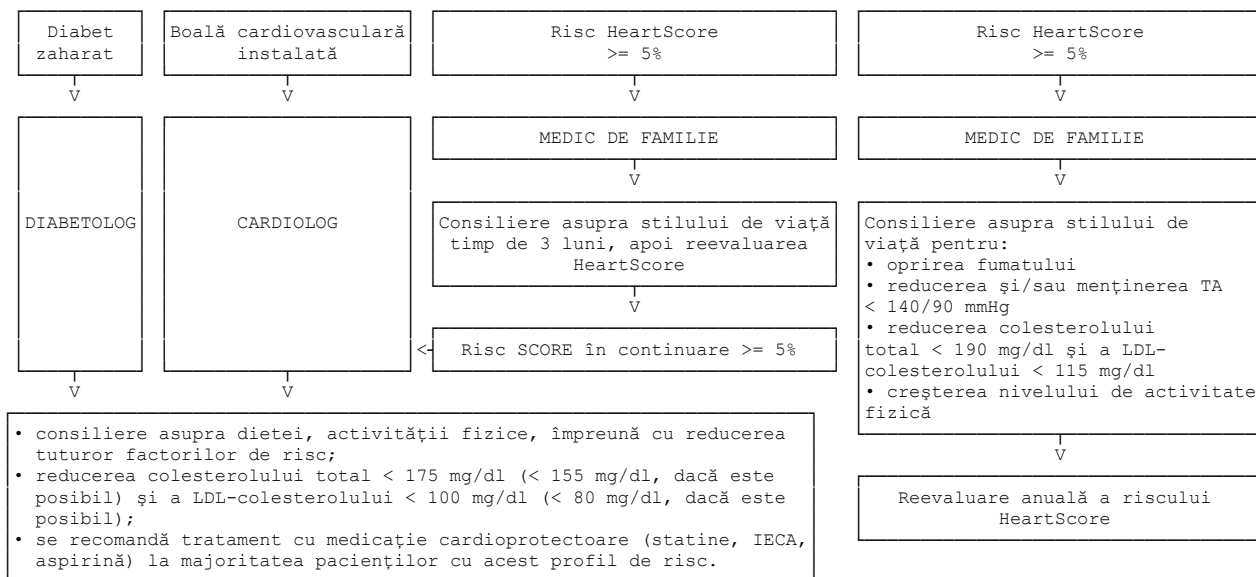 Diabet
zaharat
Boală cardiovasculară
instalată
Risc HeartScore
>= 5%
Risc HeartScore
>= 5%
V
V
V
V
DIABETOLOG
CARDIOLOG
MEDIC DE FAMILIE
V
Consiliere asupra stilului de viaţă
timp de 3 luni, apoi reevaluarea
HeartScore
V
<
Risc SCORE în continuare >= 5%
MEDIC DE FAMILIE
V
Consiliere asupra stilului de
viaţă pentru:
• oprirea fumatului
• reducerea şi/sau menţinerea TA
< 140/90 mmHg
• reducerea colesterolului
total < 190 mg/dl şi a LDL-
colesterolului < 115 mg/dl
• creşterea nivelului de activitate
fizică
V
Reevaluare anuală a riscului
HeartScore
V
V
• consiliere asupra dietei, activităţii fizice, împreună cu reducerea
tuturor factorilor de risc;
• reducerea colesterolului total < 175 mg/dl (< 155 mg/dl, dacă este
posibil) şi a LDL-colesterolului < 100 mg/dl (< 80 mg/dl, dacă este
posibil);
• se recomandă tratament cu medicaţie cardioprotectoare (statine, IECA,
aspirină) la majoritatea pacienţilor cu acest profil de risc.